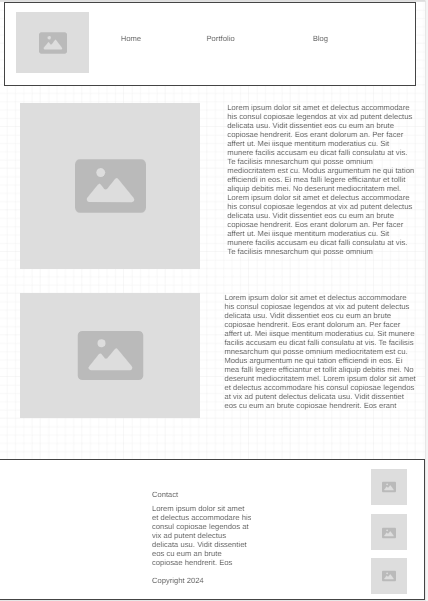 Home
Portfolio
Blog
Lorem ipsum dolor sit amet et delectus accommodare
his consul copiosae legendos at vix ad putent delectus
delicata usu. Vidit dissentiet eos cu eum an brute
copiosae hendrerit. Eos erant dolorum an. Per facer
affert ut. Mei iisque mentitum moderatius cu. Sit
munere facilis accusam eu dicat falli consulatu at vis.
Te facilisis mnesarchum qui posse omnium
mediocritatem est cu. Modus argumentum ne qui tation
efficiendi in eos. Ei mea falli legere efficiantur et tollit
aliquip debitis mei. No deserunt mediocritatem mel.
Lorem ipsum dolor sit amet et delectus accommodare
his consul copiosae legendos at vix ad putent delectus
delicata usu. Vidit dissentiet eos cu eum an brute
copiosae hendrerit. Eos erant dolorum an. Per facer
affert ut. Mei iisque mentitum moderatius cu. Sit
munere facilis accusam eu dicat falli consulatu at vis.
Te facilisis mnesarchum qui posse omnium
Lorem ipsum dolor sit amet et delectus accommodare
his consul copiosae legendos at vix ad putent delectus
delicata usu. Vidit dissentiet eos cu eum an brute
copiosae hendrerit. Eos erant dolorum an. Per facer
affert ut. Mei iisque mentitum moderatius cu. Sit munere
facilis accusam eu dicat falli consulatu at vis. Te facilisis
mnesarchum qui posse omnium mediocritatem est cu.
Modus argumentum ne qui tation efficiendi in eos. Ei
mea falli legere efficiantur et tollit aliquip debitis mei. No
deserunt mediocritatem mel. Lorem ipsum dolor sit amet
et delectus accommodare his consul copiosae legendos
at vix ad putent delectus delicata usu. Vidit dissentiet
eos cu eum an brute copiosae hendrerit. Eos erant
Contact
Lorem ipsum dolor sit amet
et delectus accommodare his
consul copiosae legendos at
vix ad putent delectus
delicata usu. Vidit dissentiet
eos cu eum an brute
copiosae hendrerit. Eos
Copyright 2024